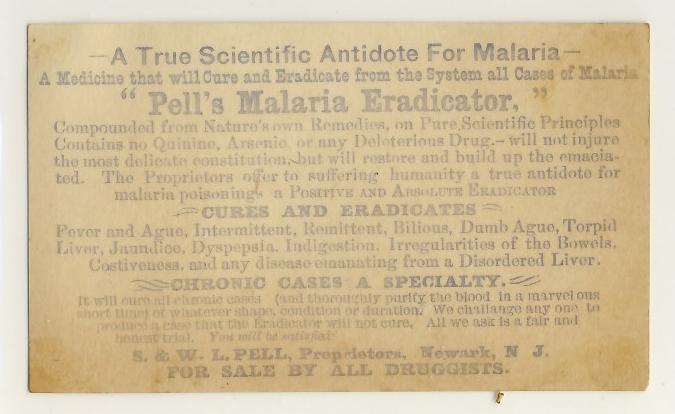 —A True Scientific Antidote For Malaria—
A Medicine that will Cure and Eradicate from the System all Cases of Malaria
“ Pell's Malaria Eradicator, ”
Compounded from Nature's own Remedies, on Pure Scientific Principles
Contains no Quinine, Arsenic, or any Deleterious Drug.—will not injure
the most delicate constitution, but will restore and build up the emacia-
ted. The Proprietors offer to suffering humanity a true antidote for
malaria poisonings a Positive and Absolute Eradicator
CURES AND ERADICATES
Fever and Ague, Intermittent, Remittent, Bilious, Dumb Ague, Torpid
Liver, Jaundice, Dyspepsia. Indigestion. Irregularities of the Bowels.
Costiveness, and any disease emanating from a Disordered Liver.
CHRONIC CASES A SPECIALTY.
It will cure all chronic cases (and thoroughly purify the blood in a marvelous
short time) of whatever shape, condition or duration. We challange any one to
produce a case that the Eradicator will not cure. All we ask is a fair and
honest trial. You will be satisfied.
S. & W. L. PELL, Proprietors, Newark, N J.
FOR SALE BY ALL DRUGGISTS.